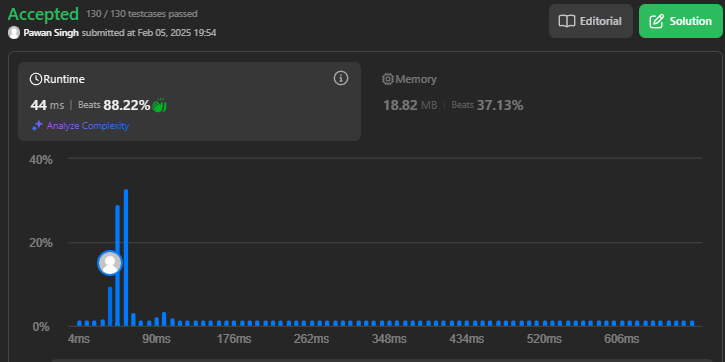 Accepted 130 / 130 testcases passed
Editorial
Solution
Pawan Singh submitted at Feb 05, 2025 19:54
Runtime
44 ms | Beats 88.22%
Analyze Complexity
Memory
18.82 MB | Beats 37.13%
40%
20%
0%
4ms 90ms 176ms 262ms 348ms 434ms 520ms 606ms